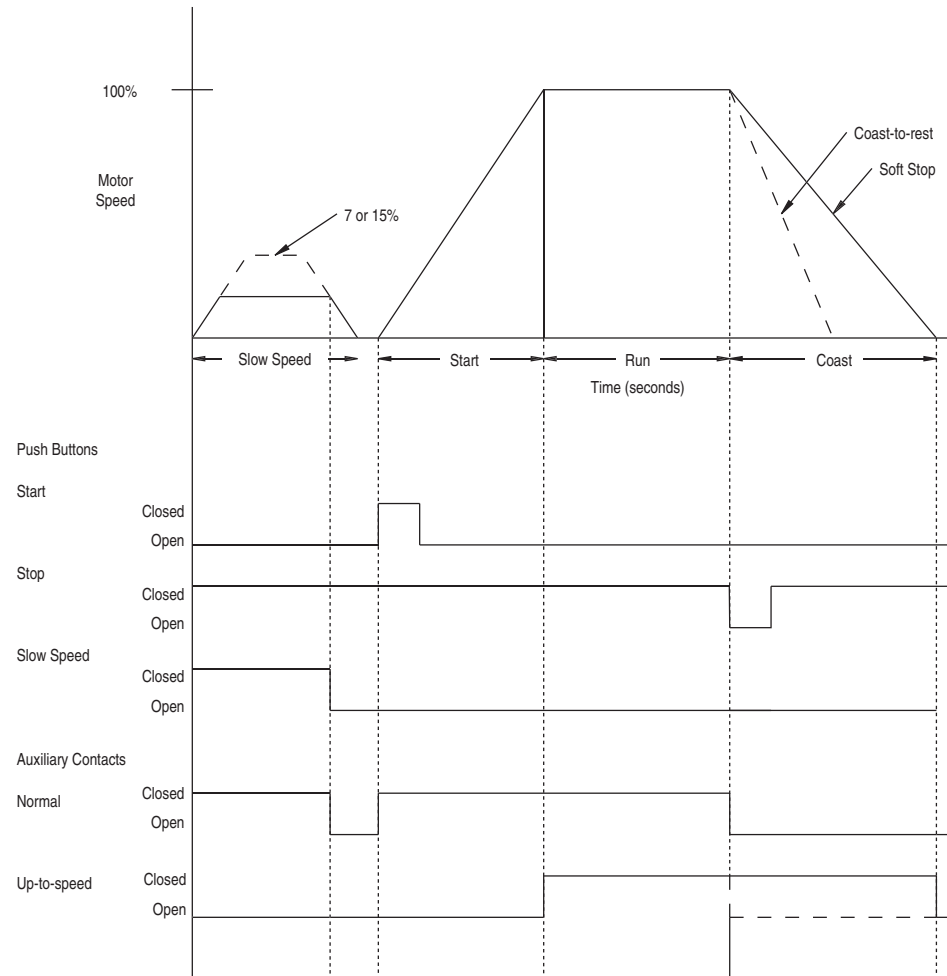 100%
Motor
Speed
7 or 15%
Coast-to-rest
Soft Stop
Slow Speed
Start
Run
Coast
Time (seconds)
Push Buttons
Start
Closed
Open
Stop
Closed
Open
Slow Speed
Closed
Open
Auxiliary Contacts
Normal
Closed
Open
Up-to-speed
Closed
Open